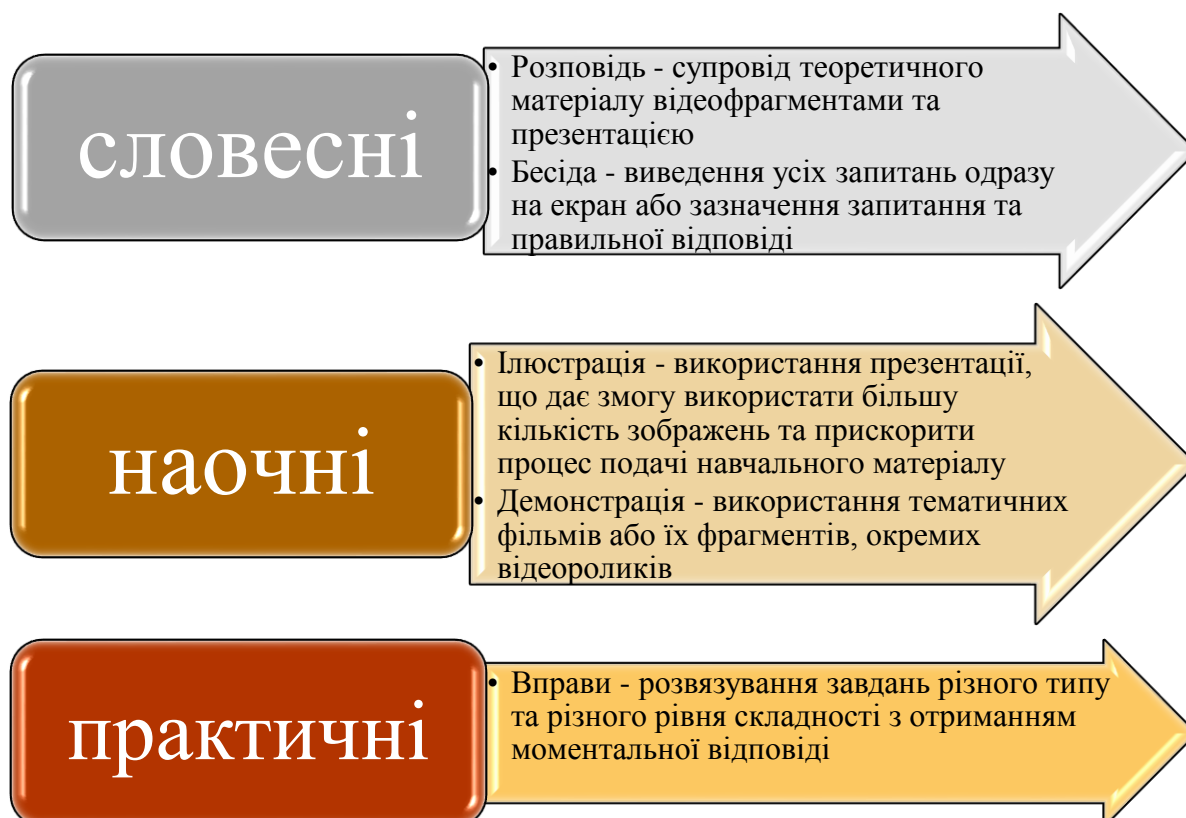 словесні
• Розповідь - супровід теоретичного
матеріалу відеофрагментами та
презентацією
• Бесіда - виведення усіх запитань одразу
на екран або зазначення запитання та
правильної відповіді
наочні
• Ілюстрація - використання презентації,
що дає змогу використати більшу
кількість зображень та прискорити
процес подачі навчального матеріалу
• Демонстрація - використання тематичних
фільмів або їх фрагментів, окремих
відеороликів
практичні
• Вправи - розвязування завдань різного типу
та різного рівня складності з отриманням
моментальної відповіді